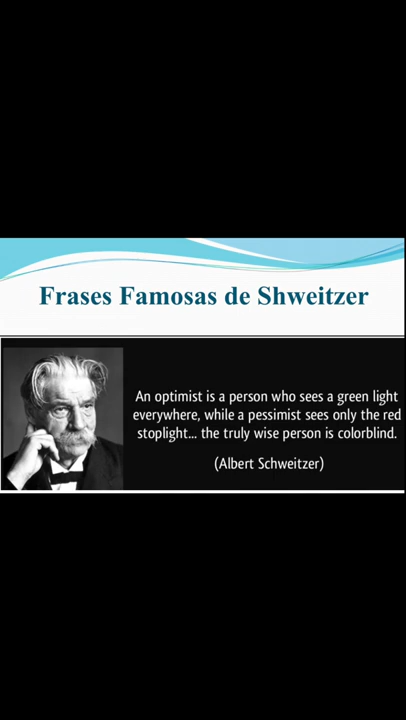 Frases Famosas de Shweitzer
An optimist is a person who sees a green light
everywhere, while a pessimist sees only the red
stoplight... the truly wise person is colorblind.
(Albert Schweitzer)